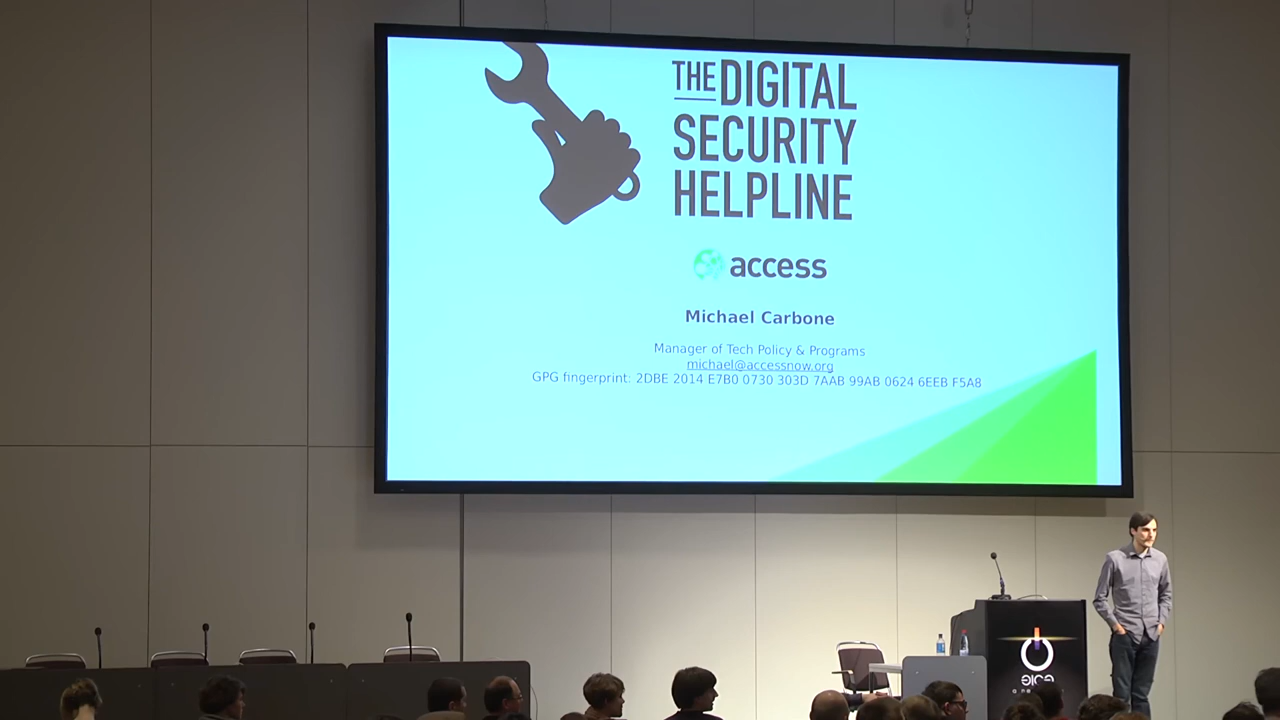 THE DIGITAL
SECURITY
HELPLINE
access
Michael Carbone
Manager of Tech Policy & Programs
michael@accessnow.org
GPG fingerprint: 2DBE 2014 E7B0 0730 303D 7AAB 99AB 0624 6EEB F5A8